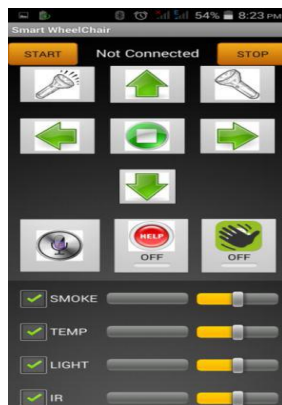 54% 8:23 PM
Smart WheelChair
START Not Connected STOP
HELP
OFF OFF
SMOKE
TEMP
LIGHT
IR